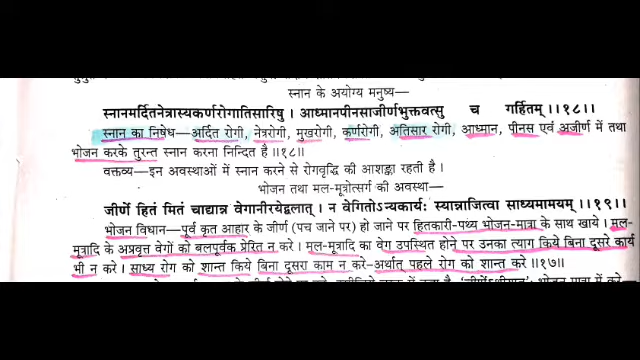 स्नान के अयोग्य मनुष्य—
स्नानमर्दितनेत्रास्यकर्णरोगातिसारिषु । आध्मानपीनसाजीर्णभुक्तवत्सु च गर्हितम् ।।१८।।
स्नान का निषेध—अर्दित रोगी, नेत्ररोगी, मुखरोगी, कर्णरोगी, अतिसार रोगी, आध्मान, पीनस एवं अजीर्ण में तथा
भोजन करके तुरन्त स्नान करना निन्दित है ।।१८।।
वक्तव्य—इन अवस्थाओं में स्नान करने से रोगवृद्धि की आशङ्का रहती है ।
भोजन तथा मल-मूत्रोत्सर्ग की अवस्था—
जीर्णे हितं मितं चाद्यान्न वेगानीरयेद्बलात् । न वेगितोऽन्यकार्यः स्यान्नाजित्वा साध्यमामयम् ।।१९।।
भोजन विधान—पूर्व कृत आहार के जीर्ण (पच जाने पर) हो जाने पर हितकारी-पथ्य भोजन-मात्रा के साथ खाये । मल-
मूत्रादि के अप्रवृत्त वेगों को बलपूर्वक प्रेरित न करे । मल-मूत्रादि का वेग उपस्थित होने पर उनका त्याग किये बिना दूसरे कार्य
भी न करे । साध्य रोग को शान्त किये बिना दूसरा काम न करे—अर्थात् पहले रोग को शान्त करे ।।१७।।